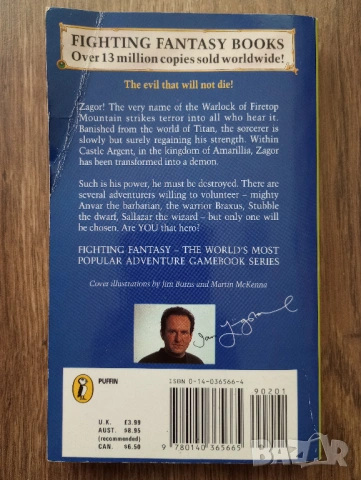 FIGHTING FANTASY BOOKS
Over 13 million copies sold worldwide!
The evil that will not die!
Zagor! The very name of the Warlock of Firetop
Mountain strikes terror into all who hear it.
Banished from the world of Titan, the sorcerer is
slowly but surely regaining his strength. Within
Castle Argent, in the kingdom of Amarillia, Zagor
has been transformed into a demon.
Such is his power, he must be destroyed. There are
several adventurers willing to volunteer – mighty
Anvar the barbarian, the warrior Braxus, Stubble
the dwarf, Sallazar the wizard – but only one will
be chosen. Are YOU that hero?
FIGHTING FANTASY – THE WORLD'S MOST
POPULAR ADVENTURE GAMEBOOK SERIES
Cover illustrations by Jim Burns and Martin McKenna
PUFFIN
U.K. £3.99
AUST. $8.95
(recommended)
CAN. $6.50
ISBN 0-14-036566-4
90201
9 780140 365665
BAZAR